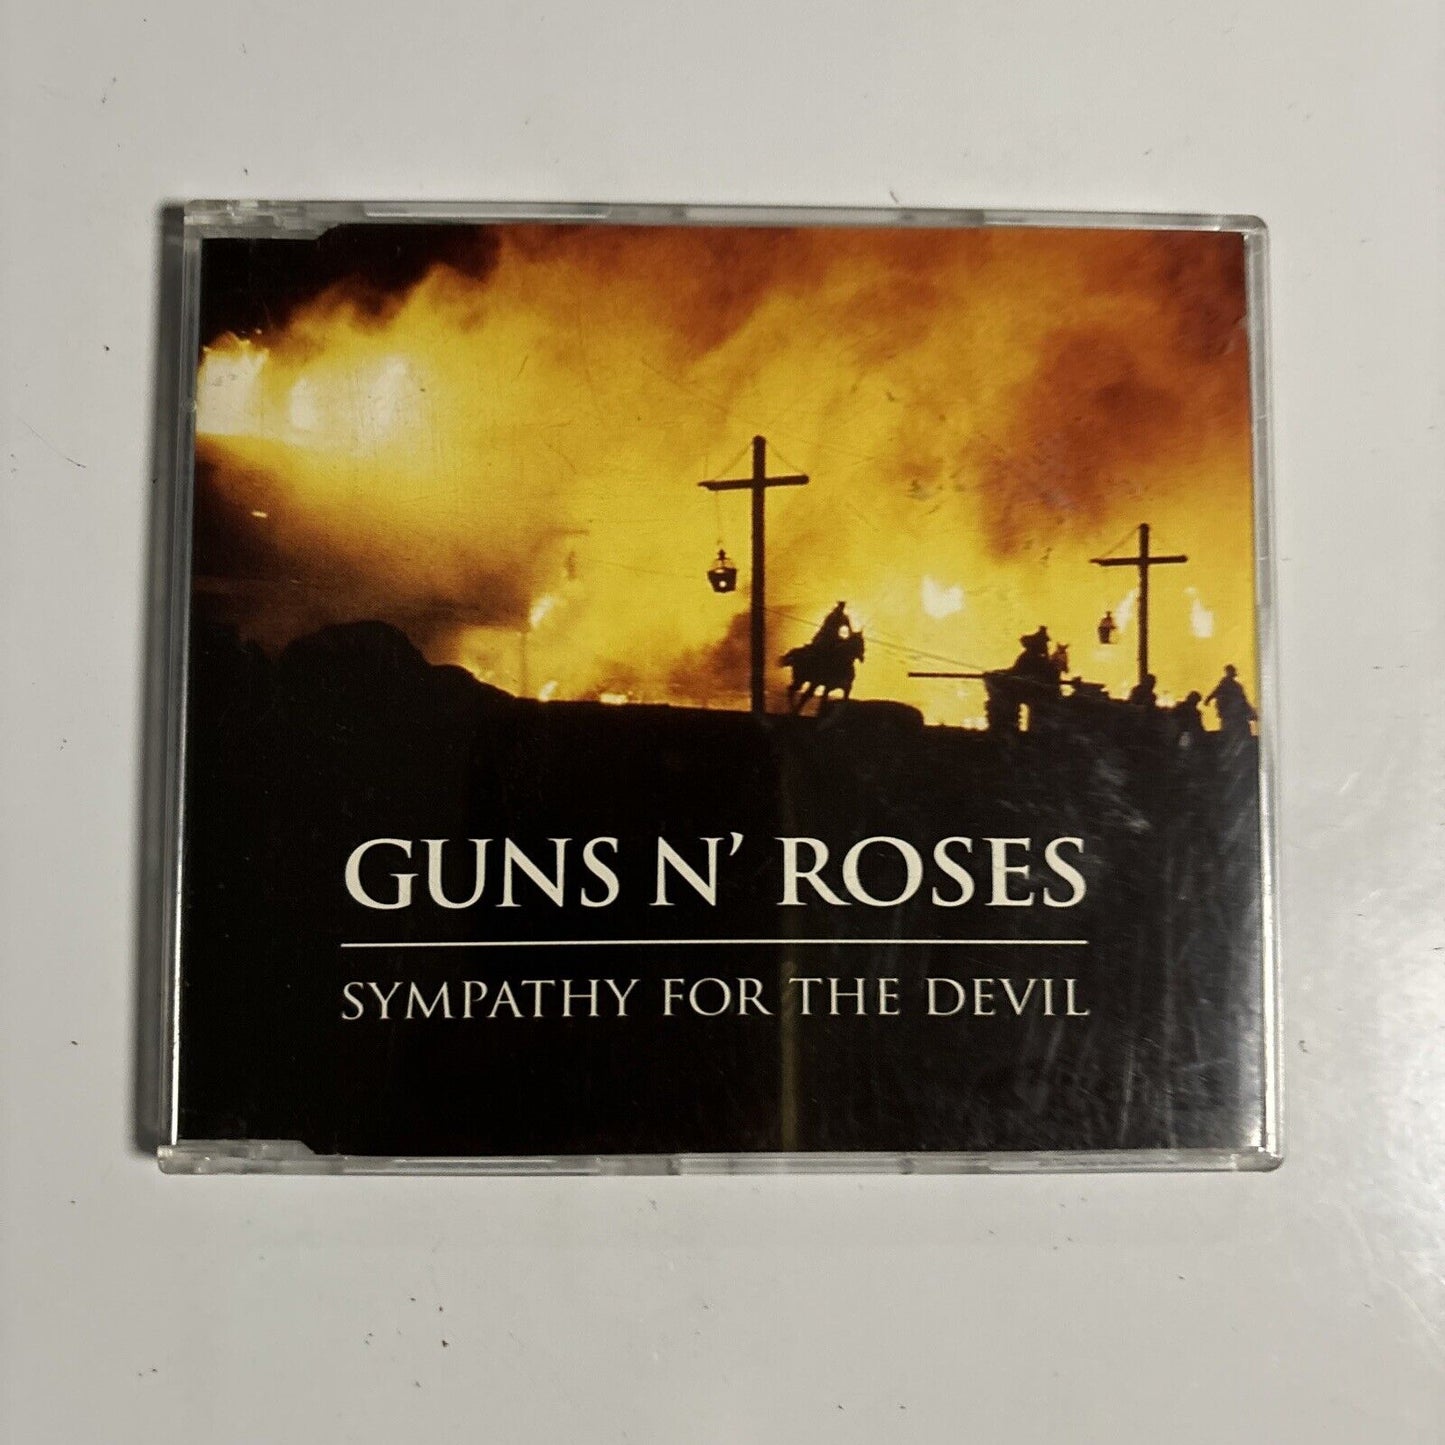 GUNS N’ ROSES
SYMPATHY FOR THE DEVIL